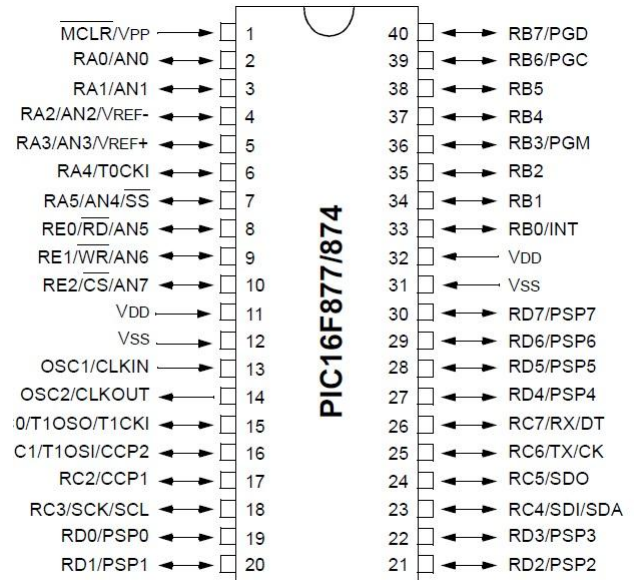 MCLR/VPP 1 40 RB7/PGD
RA0/AN0 2 39 RB6/PGC
RA1/AN1 3 38 RB5
RA2/AN2/VREF- 4 37 RB4
RA3/AN3/VREF+ 5 36 RB3/PGM
RA4/T0CKI 6 35 RB2
RA5/AN4/SS 7 34 RB1
RE0/RD/AN5 8 33 RB0/INT
RE1/WR/AN6 9 32 VDD
RE2/CS/AN7 10 31 VSS
VDD 11 30 RD7/PSP7
VSS 12 29 RD6/PSP6
OSC1/CLKIN 13 28 RD5/PSP5
OSC2/CLKOUT 14 27 RD4/PSP4
0/T1OSO/T1CKI 15 26 RC7/RX/DT
C1/T1OSI/CCP2 16 25 RC6/TX/CK
RC2/CCP1 17 24 RC5/SDO
RC3/SCK/SCL 18 23 RC4/SDI/SDA
RD0/PSP0 19 22 RD3/PSP3
RD1/PSP1 20 21 RD2/PSP2
PIC16F877/874